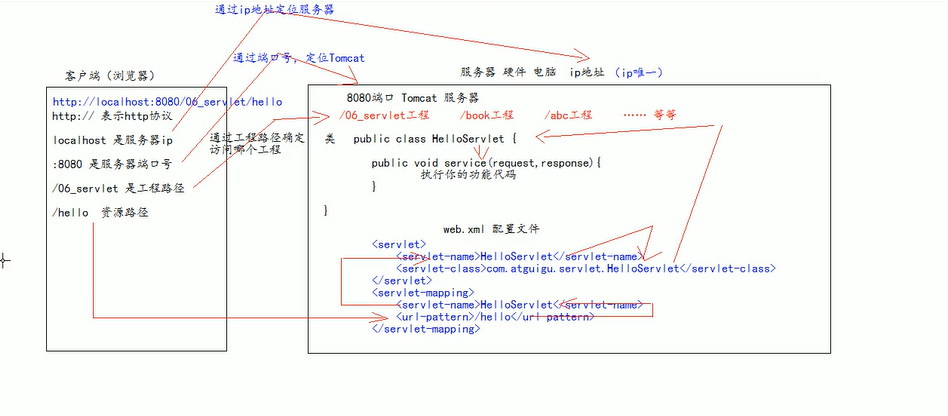 通过ip地址定位服务器
通过端口号，定位Tomcat
客户端（浏览器）
服务器 硬件 电脑 ip地址 （ip唯一）
http://localhost:8080/06_servlet/hello
http:// 表示http协议
localhost 是服务器ip
:8080 是服务器端口号
/06_servlet 是工程路径
/hello 资源路径
通过工程路径确定
访问哪个工程
8080端口 Tomcat 服务器
/06_servlet工程 /book工程 /abc工程 …… 等等
类 public class HelloServlet {
public void service(request,response){
执行你的功能代码
}
}
web.xml 配置文件
<servlet>
<servlet-name>HelloServlet</servlet-name>
<servlet-class>com.atguigu.servlet.HelloServlet</servlet-class>
</servlet>
<servlet-mapping>
<servlet-name>HelloServlet</servlet-name>
<url-pattern>/hello</url-pattern>
</servlet-mapping>